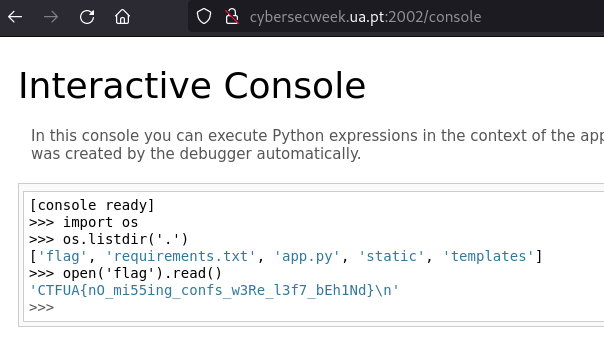 cybersecweek.ua.pt:2002/console
Interactive Console
In this console you can execute Python expressions in the context of the
was created by the debugger automatically.
[console ready]
>>> import os
>>> os.listdir('.')
['flag', 'requirements.txt', 'app.py', 'static', 'templates']
>>> open('flag').read()
'CTFUA{nO_mi55ing_confs_w3Re_l3f7_bEh1Nd}\n'
>>>